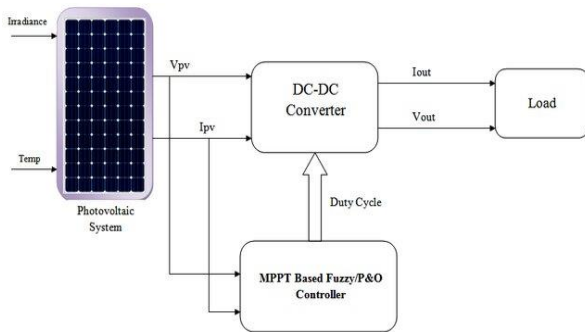 Irradiance
Vpv
DC-DC
Converter
Iout
Ipv
Vout
Load
Temp
Photovoltaic
System
Duty Cycle
MPPT Based Fuzzy/P&O
Controller